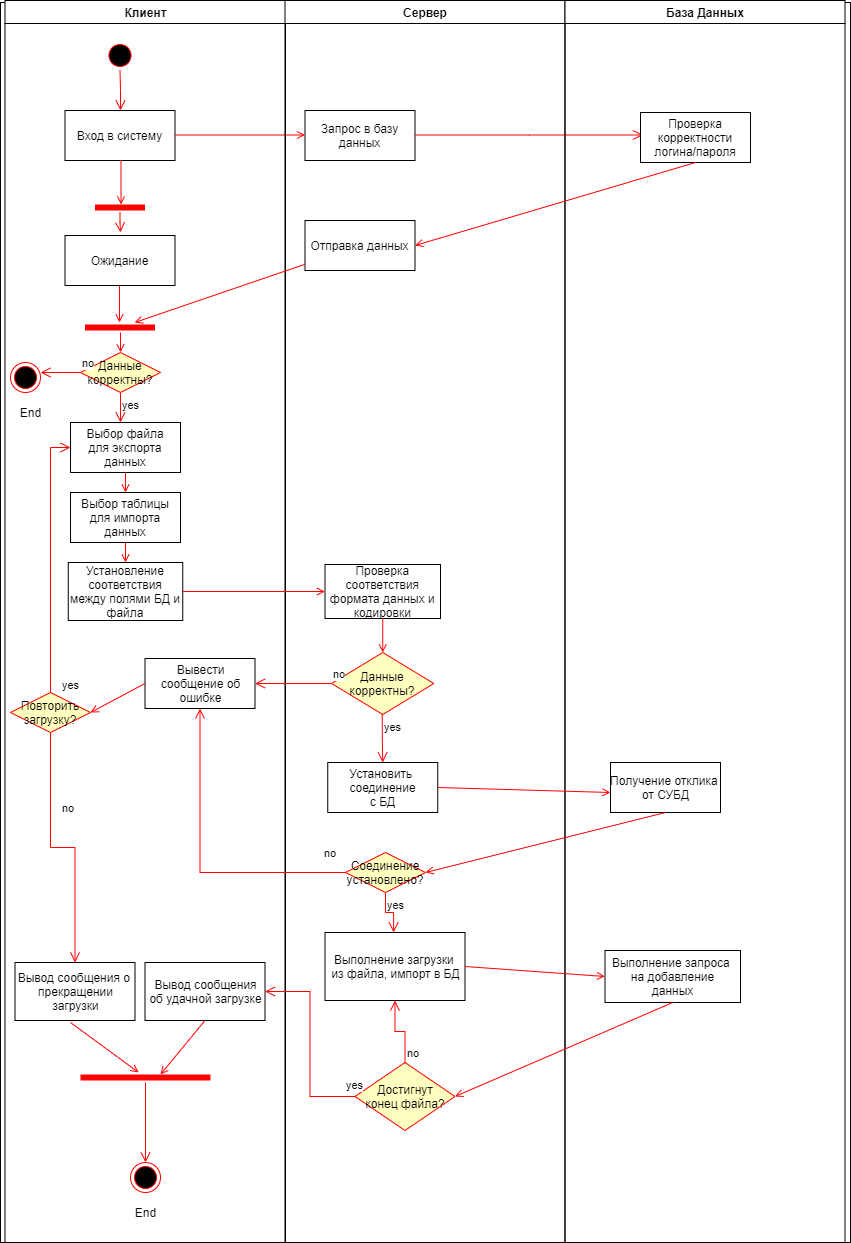 Клиент
Сервер
База Данных
Вход в систему
Запрос в базу
данных
Проверка
корректности
логина/пароля
Отправка данных
Ожидание
no
Данные
корректны?
End
yes
Выбор файла
для экспорта
данных
Выбор таблицы
для импорта
данных
Установление
соответствия
между полями БД и
файла
Проверка
соответствия
формата данных и
кодировки
Вывести
сообщение об
ошибке
no
Данные
корректны?
yes
Повторить
загрузку?
yes
Установить
соединение
с БД
Получение отклика
от СУБД
no
no
Соединение
установлено?
yes
Выполнение загрузки
из файла, импорт в БД
Выполнение запроса
на добавление
данных
Вывод сообщения о
прекращении
загрузки
Вывод сообщения
об удачной загрузке
no
yes
Достигнут
конец файла?
End